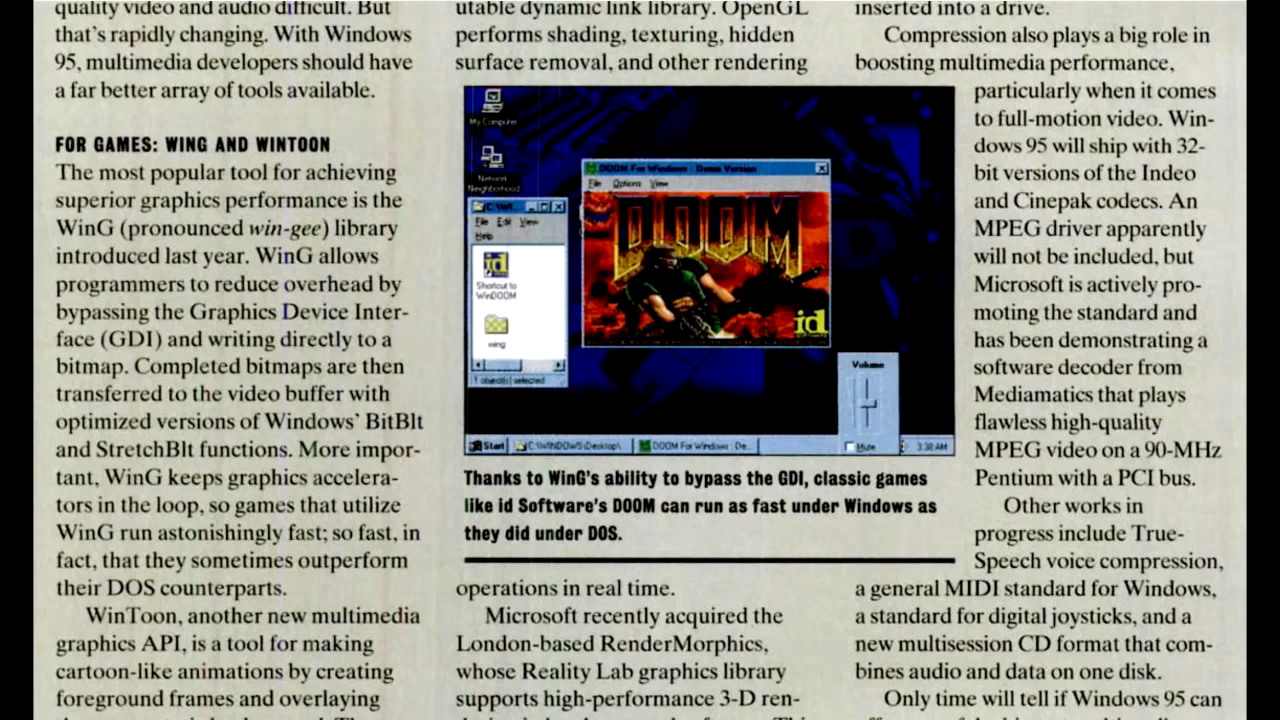 quality video and audio difficult. But
that's rapidly changing. With Windows
95, multimedia developers should have
a far better array of tools available.
FOR GAMES: WING AND WINTOON
The most popular tool for achieving
superior graphics performance is the
WinG (pronounced win-gee) library
introduced last year. WinG allows
programmers to reduce overhead by
bypassing the Graphics Device Inter-
face (GDI) and writing directly to a
bitmap. Completed bitmaps are then
transferred to the video buffer with
optimized versions of Windows' BitBlt
and StretchBlt functions. More impor-
tant, WinG keeps graphics accelera-
tors in the loop, so games that utilize
WinG run astonishingly fast; so fast, in
fact, that they sometimes outperform
their DOS counterparts.
WinToon, another new multimedia
graphics API, is a tool for making
cartoon-like animations by creating
foreground frames and overlaying
utable dynamic link library. OpenGL
performs shading, texturing, hidden
surface removal, and other rendering
My Computer
Network
Neighborhood
C:\WI...
File Edit View
Help
id
Shortcut to
WinDOOM
wing
1 object(s) selected
DOOM For Windows - Demo Version
File Options View
DOOM
id
Volume
Mute
Start
C:\WINDOWS\Desktop\
DOOM For Windows : De...
3:38 AM
Thanks to WinG's ability to bypass the GDI, classic games
like id Software's DOOM can run as fast under Windows as
they did under DOS.
operations in real time.
Microsoft recently acquired the
London-based RenderMorphics,
whose Reality Lab graphics library
supports high-performance 3-D ren-
inserted into a drive.
Compression also plays a big role in
boosting multimedia performance,
particularly when it comes
to full-motion video. Win-
dows 95 will ship with 32-
bit versions of the Indeo
and Cinepak codecs. An
MPEG driver apparently
will not be included, but
Microsoft is actively pro-
moting the standard and
has been demonstrating a
software decoder from
Mediamatics that plays
flawless high-quality
MPEG video on a 90-MHz
Pentium with a PCI bus.
Other works in
progress include True-
Speech voice compression,
a general MIDI standard for Windows,
a standard for digital joysticks, and a
new multisession CD format that com-
bines audio and data on one disk.
Only time will tell if Windows 95 can